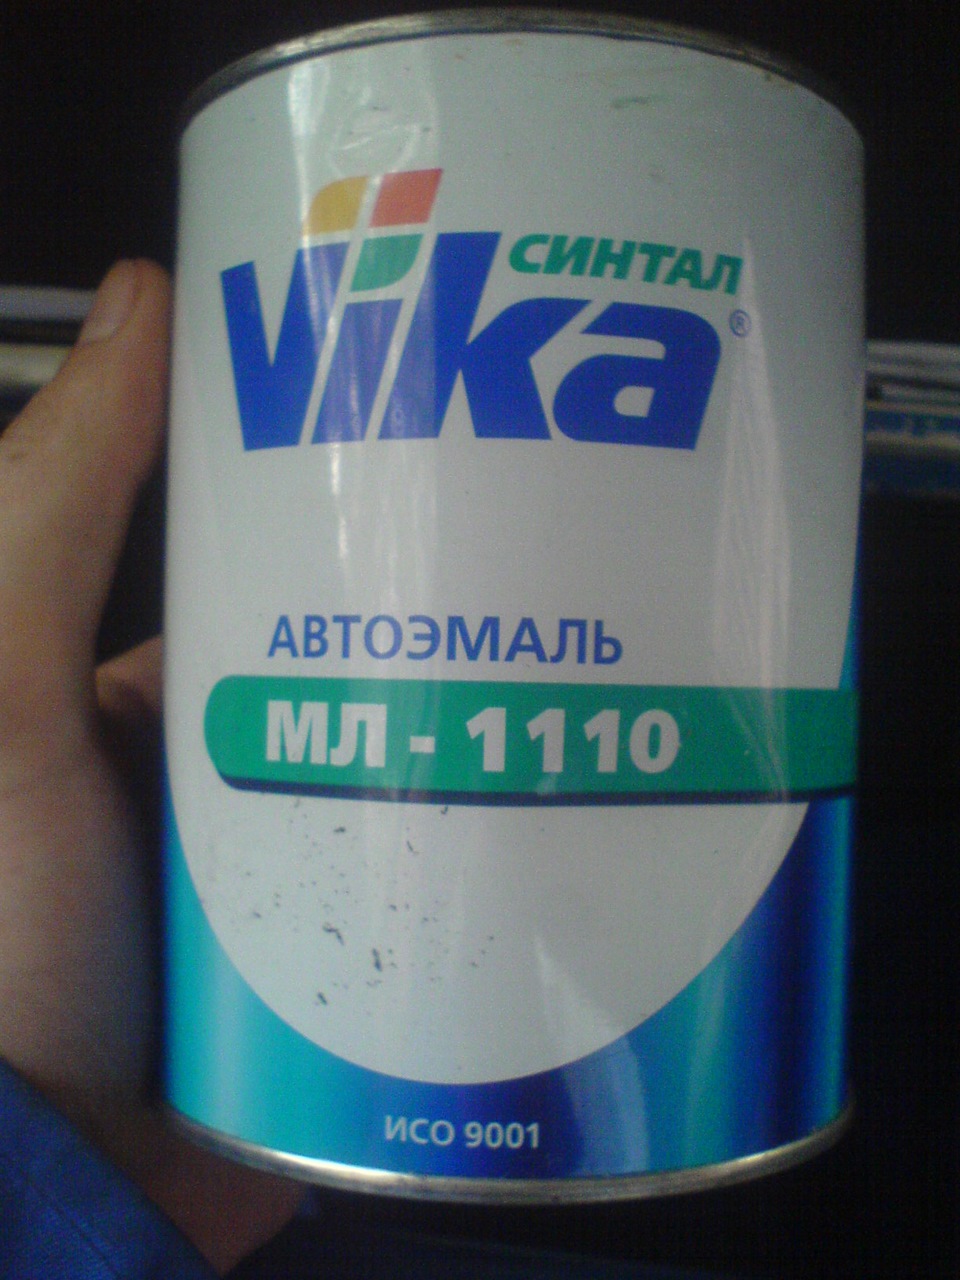 СИНТАЛ
Vika®
АВТОЭМАЛЬ
МЛ - 1110
ИСО 9001